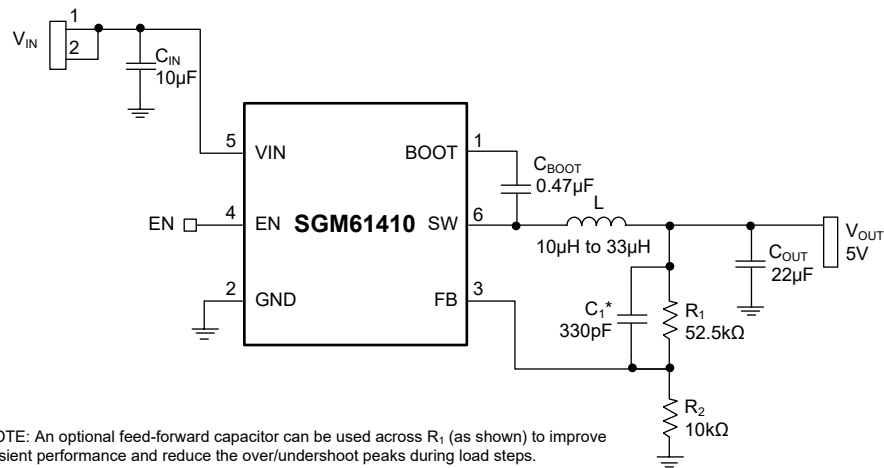 1
V_IN
2
C_IN
10µF
5
VIN
BOOT
1
C_BOOT
0.47µF
EN
4
EN
SGM61410
SW
6
L
10µH to 33µH
V_OUT
5V
C_OUT
22µF
2
GND
FB
3
C_1*
330pF
R_1
52.5kΩ
R_2
10kΩ
OTE: An optional feed-forward capacitor can be used across R_1 (as shown) to improve
sient performance and reduce the over/undershoot peaks during load steps.